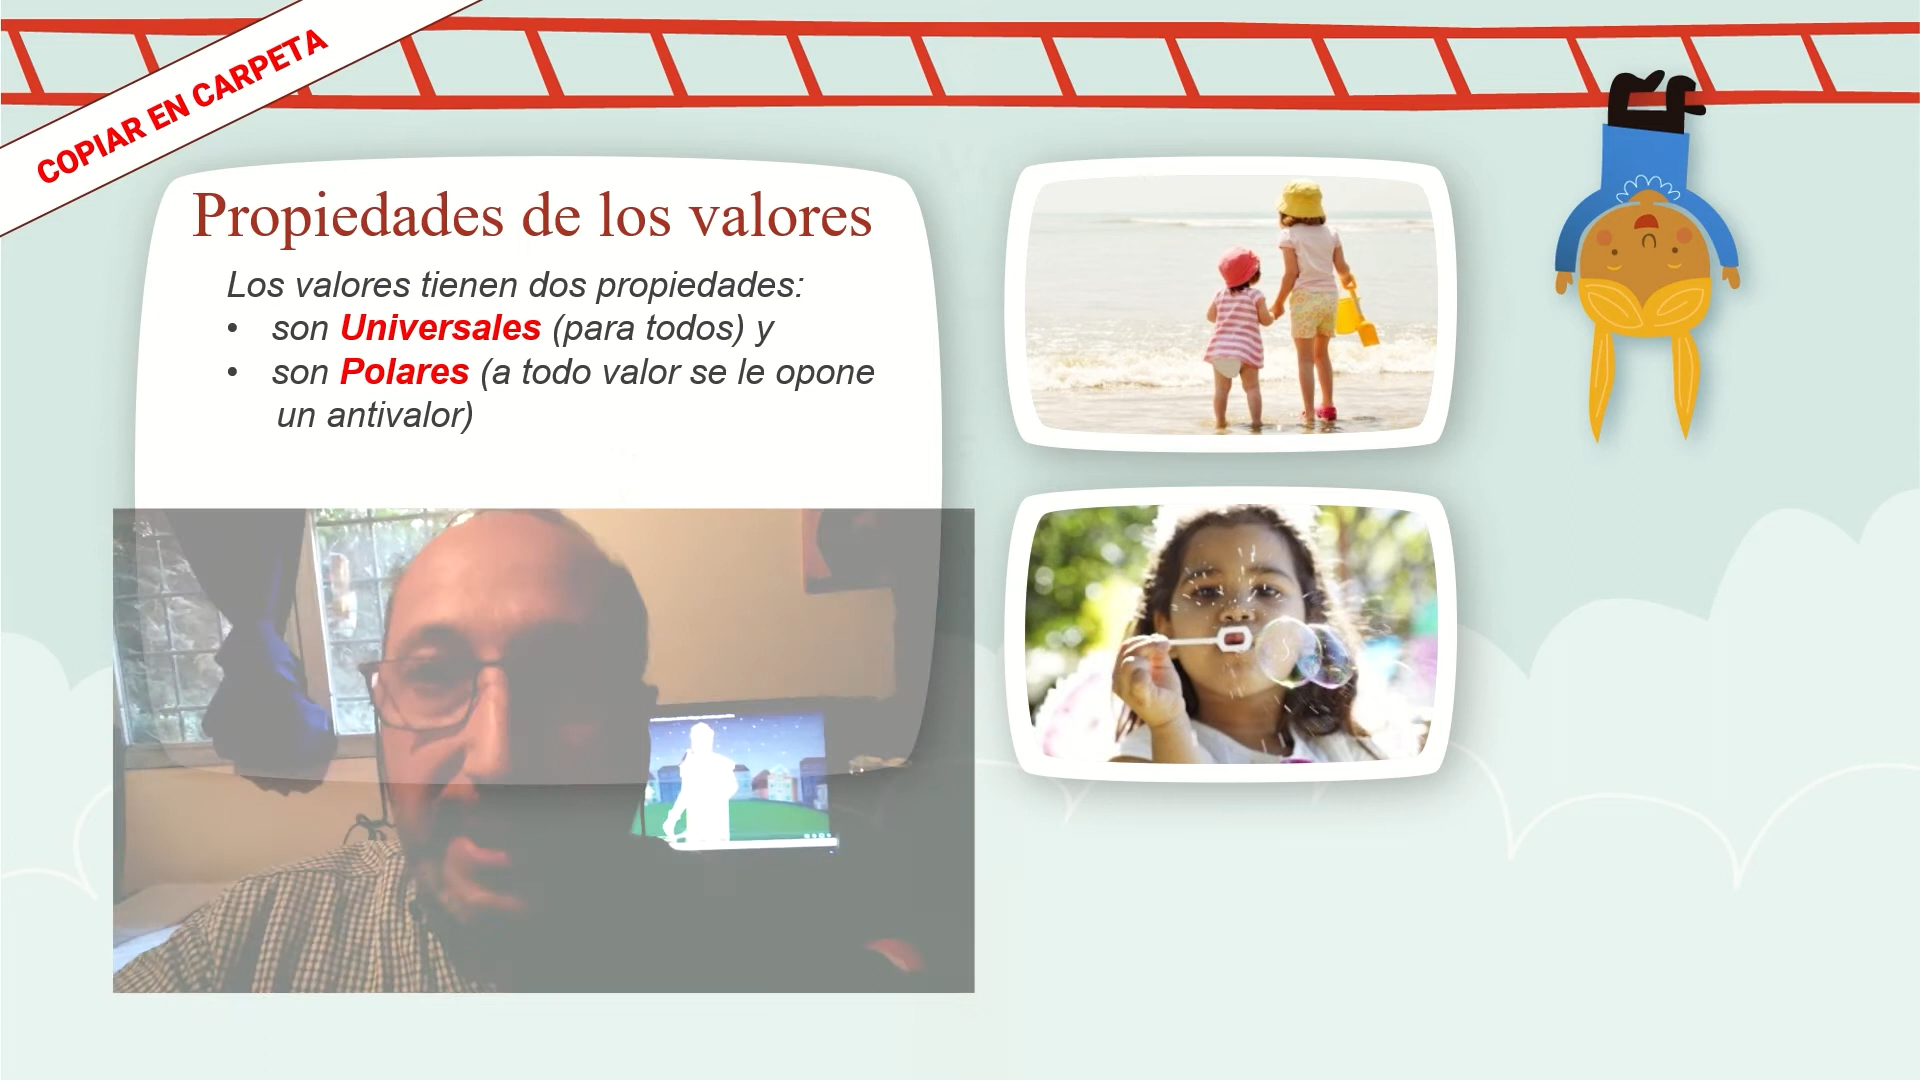 COPIAR EN CARPETA
Propiedades de los valores
Los valores tienen dos propiedades:
• son Universales (para todos) y
• son Polares (a todo valor se le opone
un antivalor)